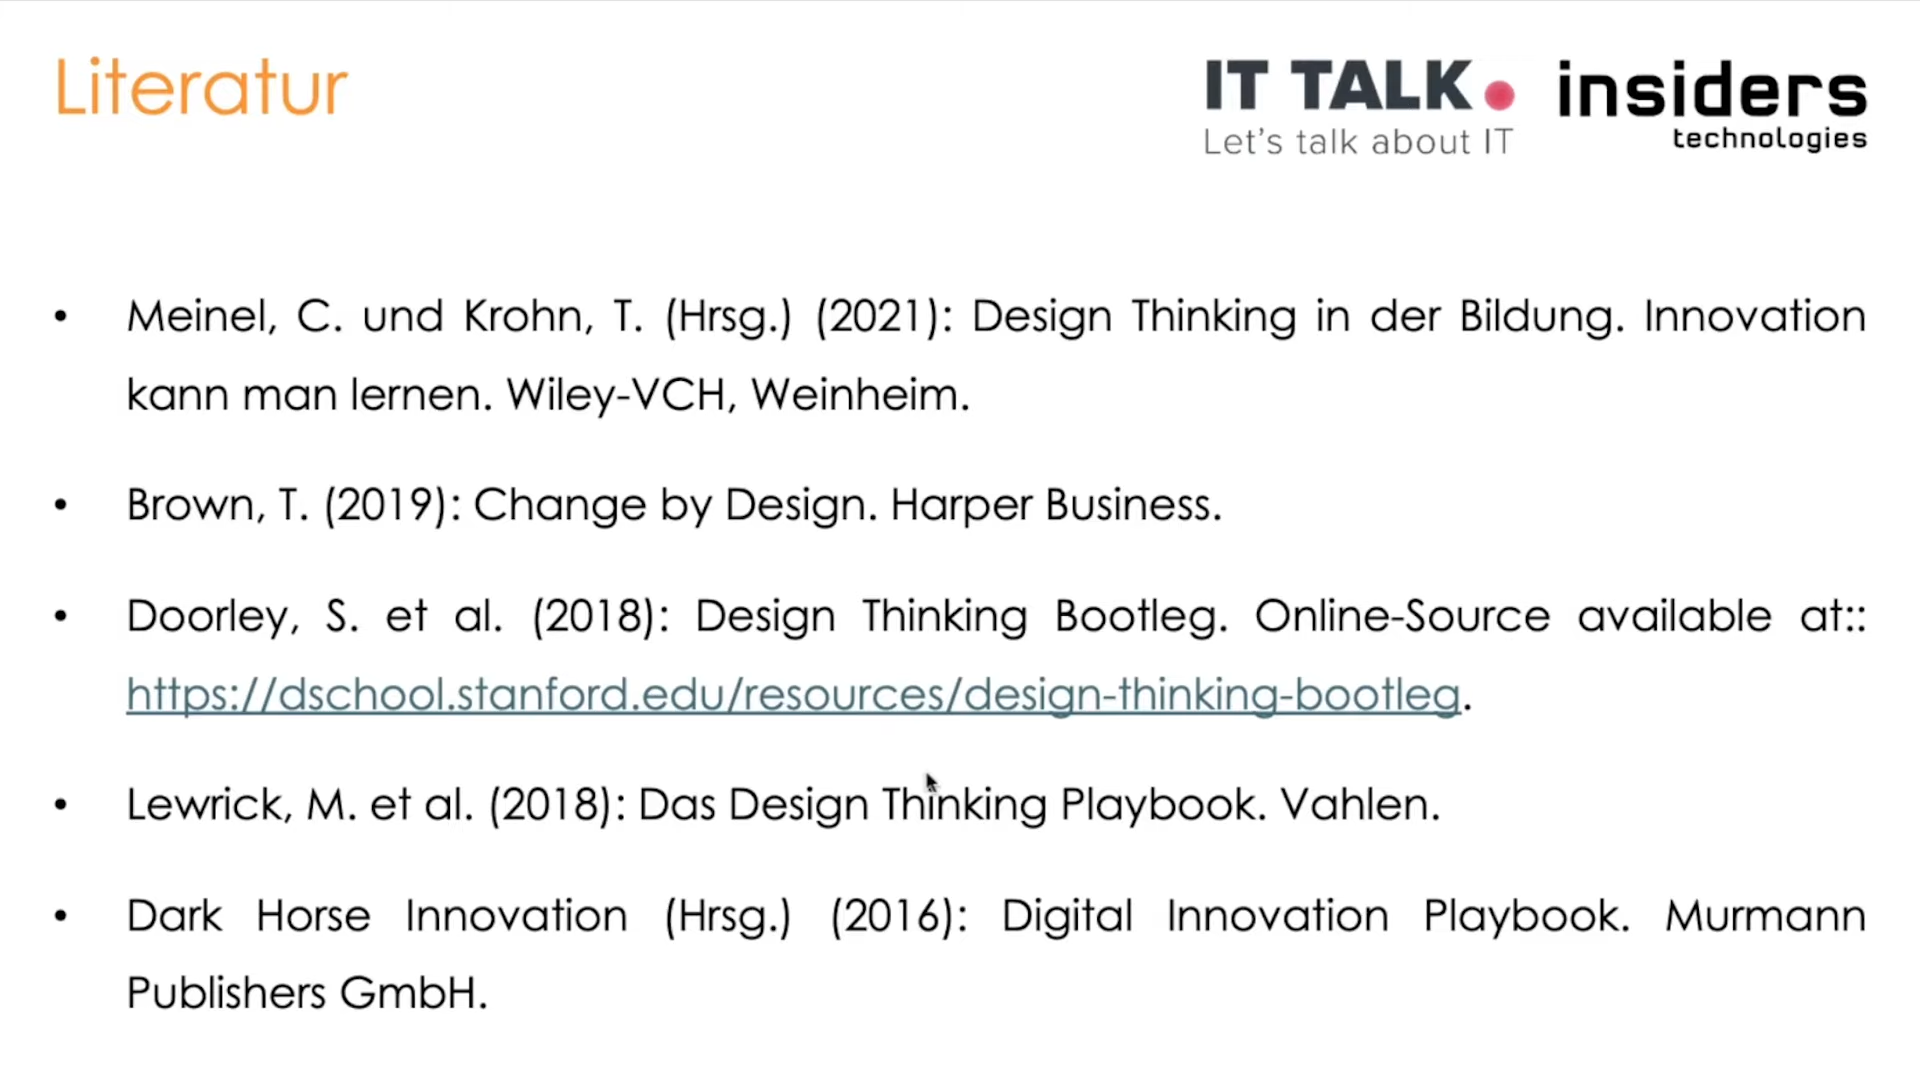 Literatur
IT TALK
Let's talk about IT
insiders
technologies
• Meinel, C. und Krohn, T. (Hrsg.) (2021): Design Thinking in der Bildung. Innovation
kann man lernen. Wiley-VCH, Weinheim.
• Brown, T. (2019): Change by Design. Harper Business.
• Doorley, S. et al. (2018): Design Thinking Bootleg. Online-Source available at::
https://dschool.stanford.edu/resources/design-thinking-bootleg.
• Lewrick, M. et al. (2018): Das Design Thinking Playbook. Vahlen.
• Dark Horse Innovation (Hrsg.) (2016): Digital Innovation Playbook. Murmann
Publishers GmbH.